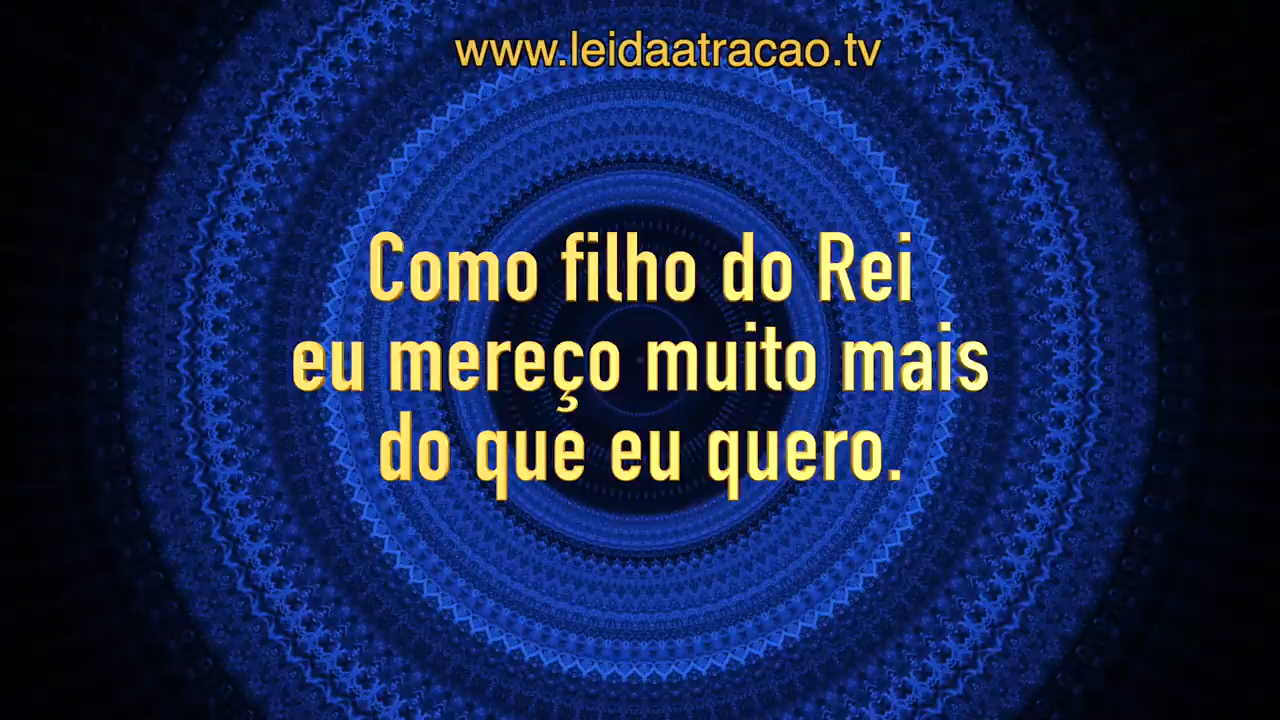 www.leidaatracao.tv
Como filho do Rei
eu mereço muito mais
do que eu quero.